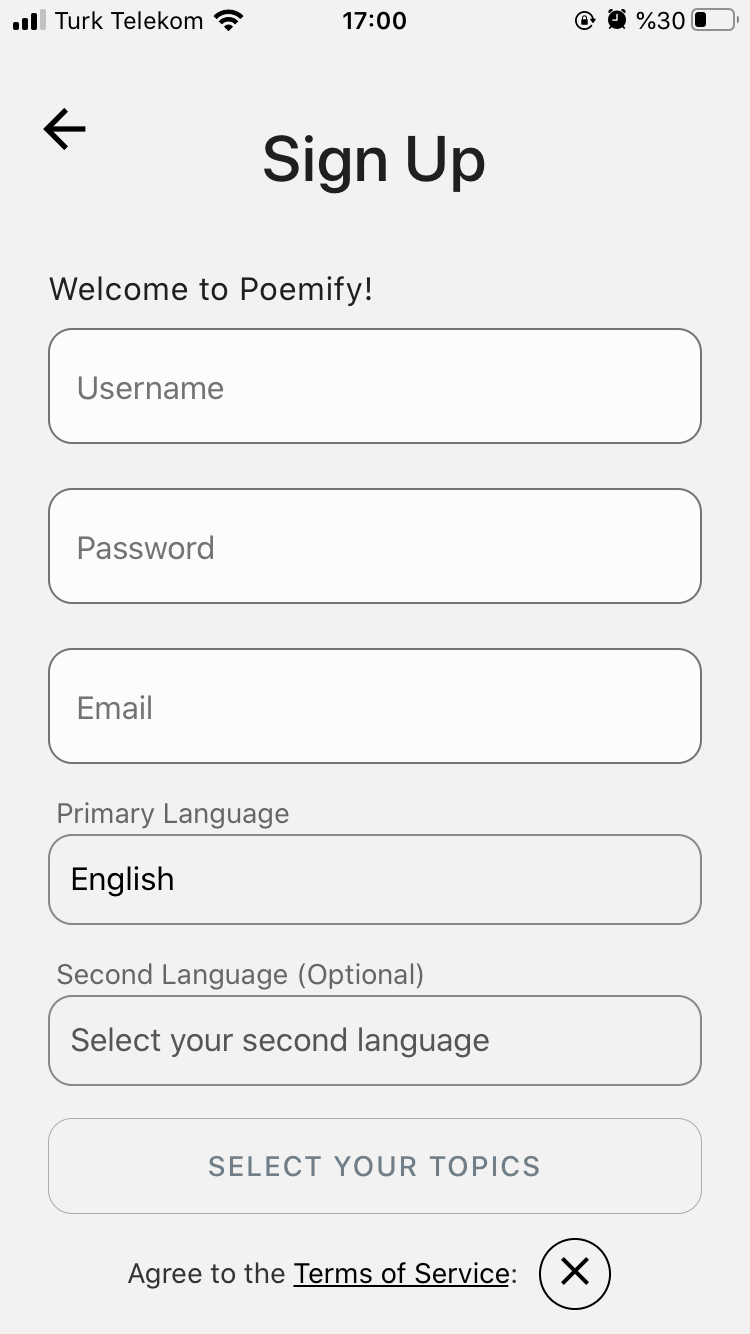 Turk Telekom 17:00 %30
Sign Up
Welcome to Poemify!
Username
Password
Email
Primary Language
English
Second Language (Optional)
Select your second language
SELECT YOUR TOPICS
Agree to the Terms of Service: